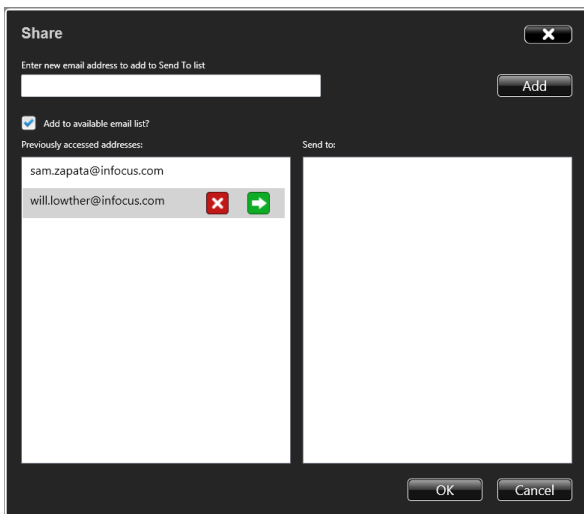 Share
Enter new email address to add to Send To list
Add
Add to available email list?
Previously accessed addresses:
Send to:
sam.zapata@infocus.com
will.lowther@infocus.com
OK
Cancel